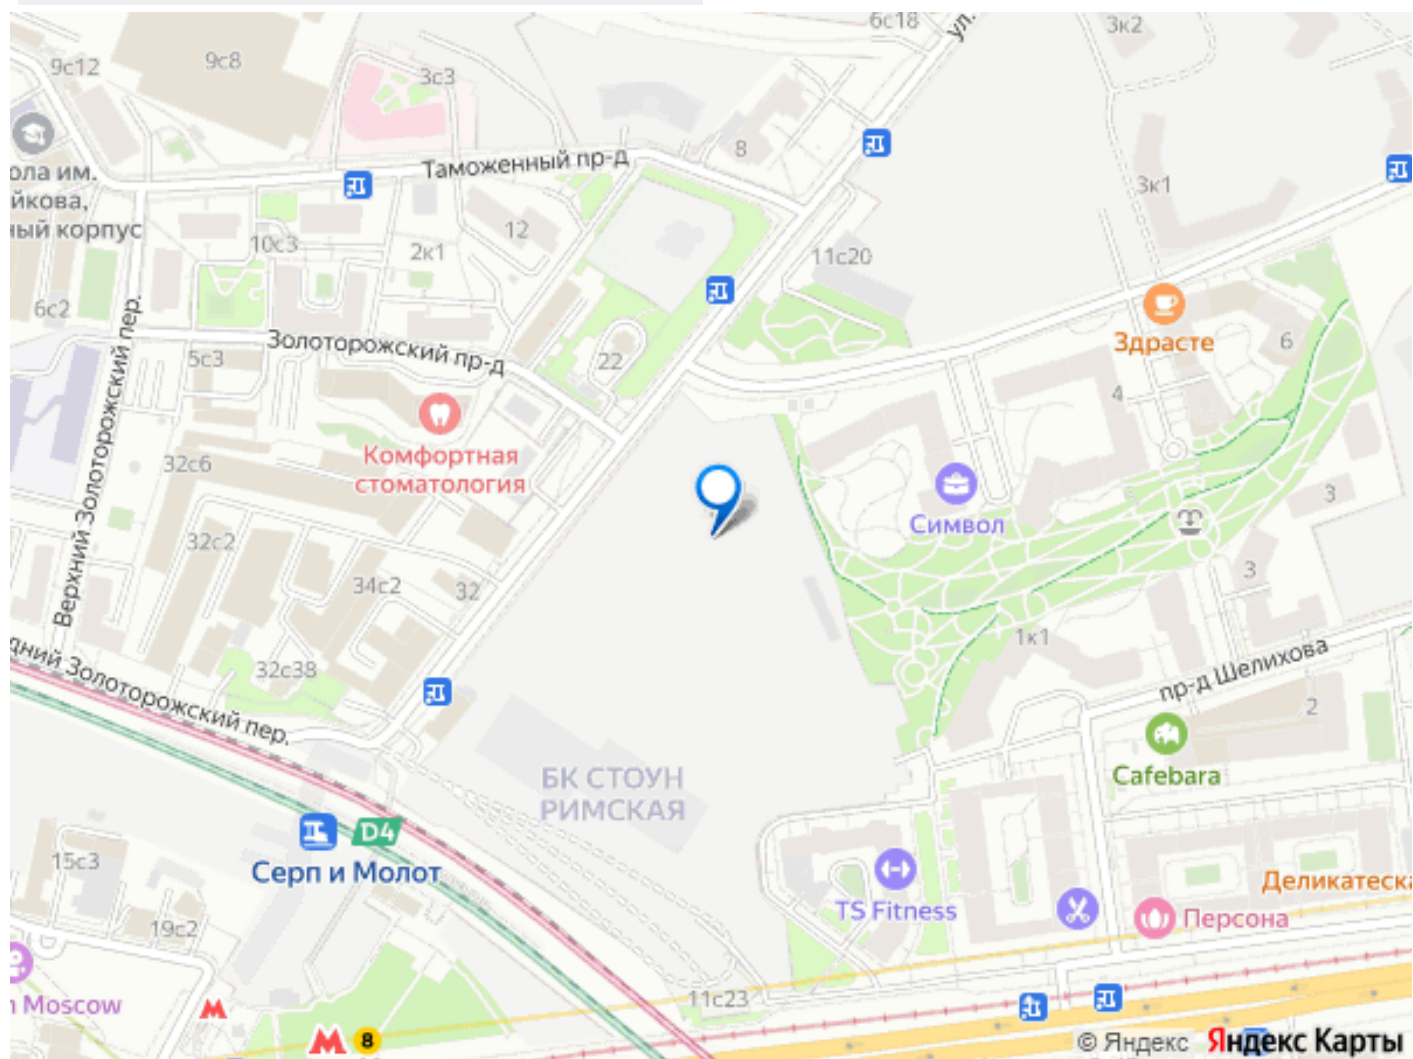 6с18
ул.
3к2
9с12
9с8
3с3
8
Таможенный пр-д
ола им.
йкова,
ный корпус
3к1
12
10с3
2к1
11с20
6с2
Верхний Золоторожский пер.
Золоторожский пр-д
5с3
22
Здрасте
6
4
Комфортная
стоматология
32с6
Символ
3
32с2
34с2
32
3
1к1
пр-д Шелихова
32с38
дний Золоторожский пер.
2
БК СТОУН
РИМСКАЯ
Cafebara
D4
Серп и Молот
15с3
TS Fitness
Деликатеска
Персона
19с2
n Moscow
11с23
М
М 8
© Яндекс Яндекс Карты